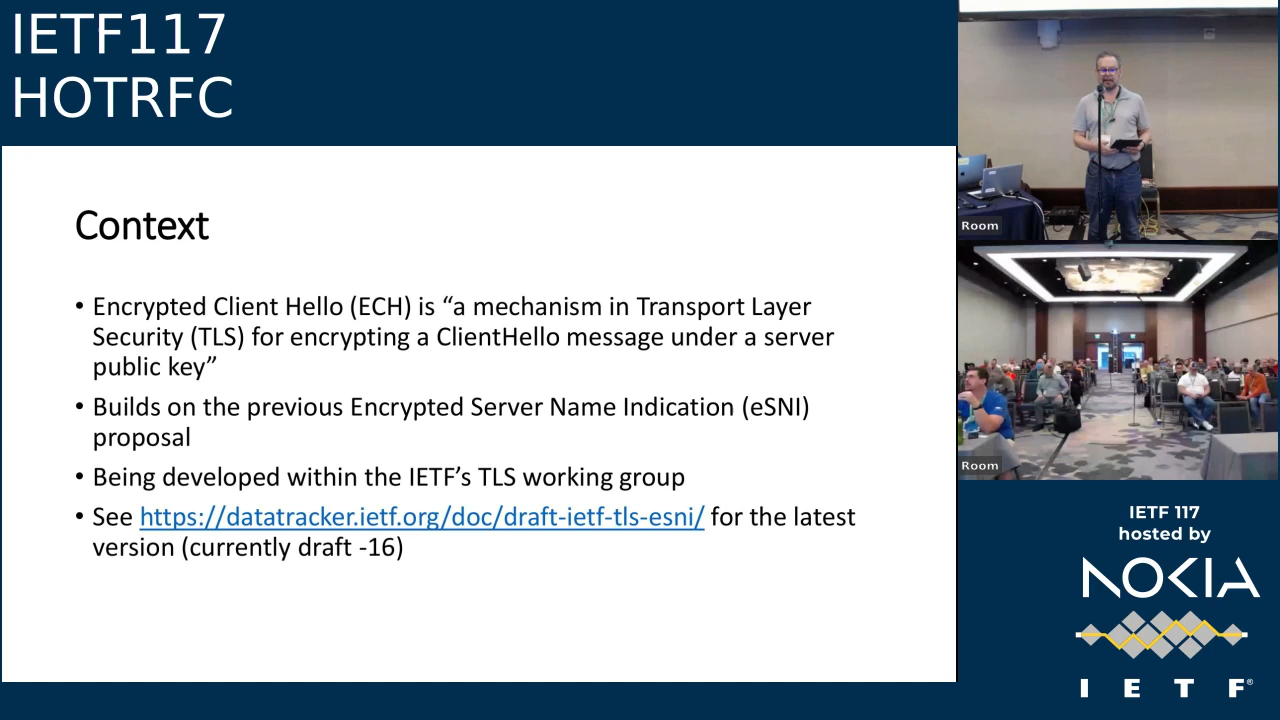 IETF117
HOTRFC
Context
• Encrypted Client Hello (ECH) is “a mechanism in Transport Layer
Security (TLS) for encrypting a ClientHello message under a server
public key”
• Builds on the previous Encrypted Server Name Indication (eSNI)
proposal
• Being developed within the IETF’s TLS working group
• See https://datatracker.ietf.org/doc/draft-ietf-tls-esni/ for the latest
version (currently draft -16)
Room
Room
IETF 117
hosted by
NOKIA
I E T F®